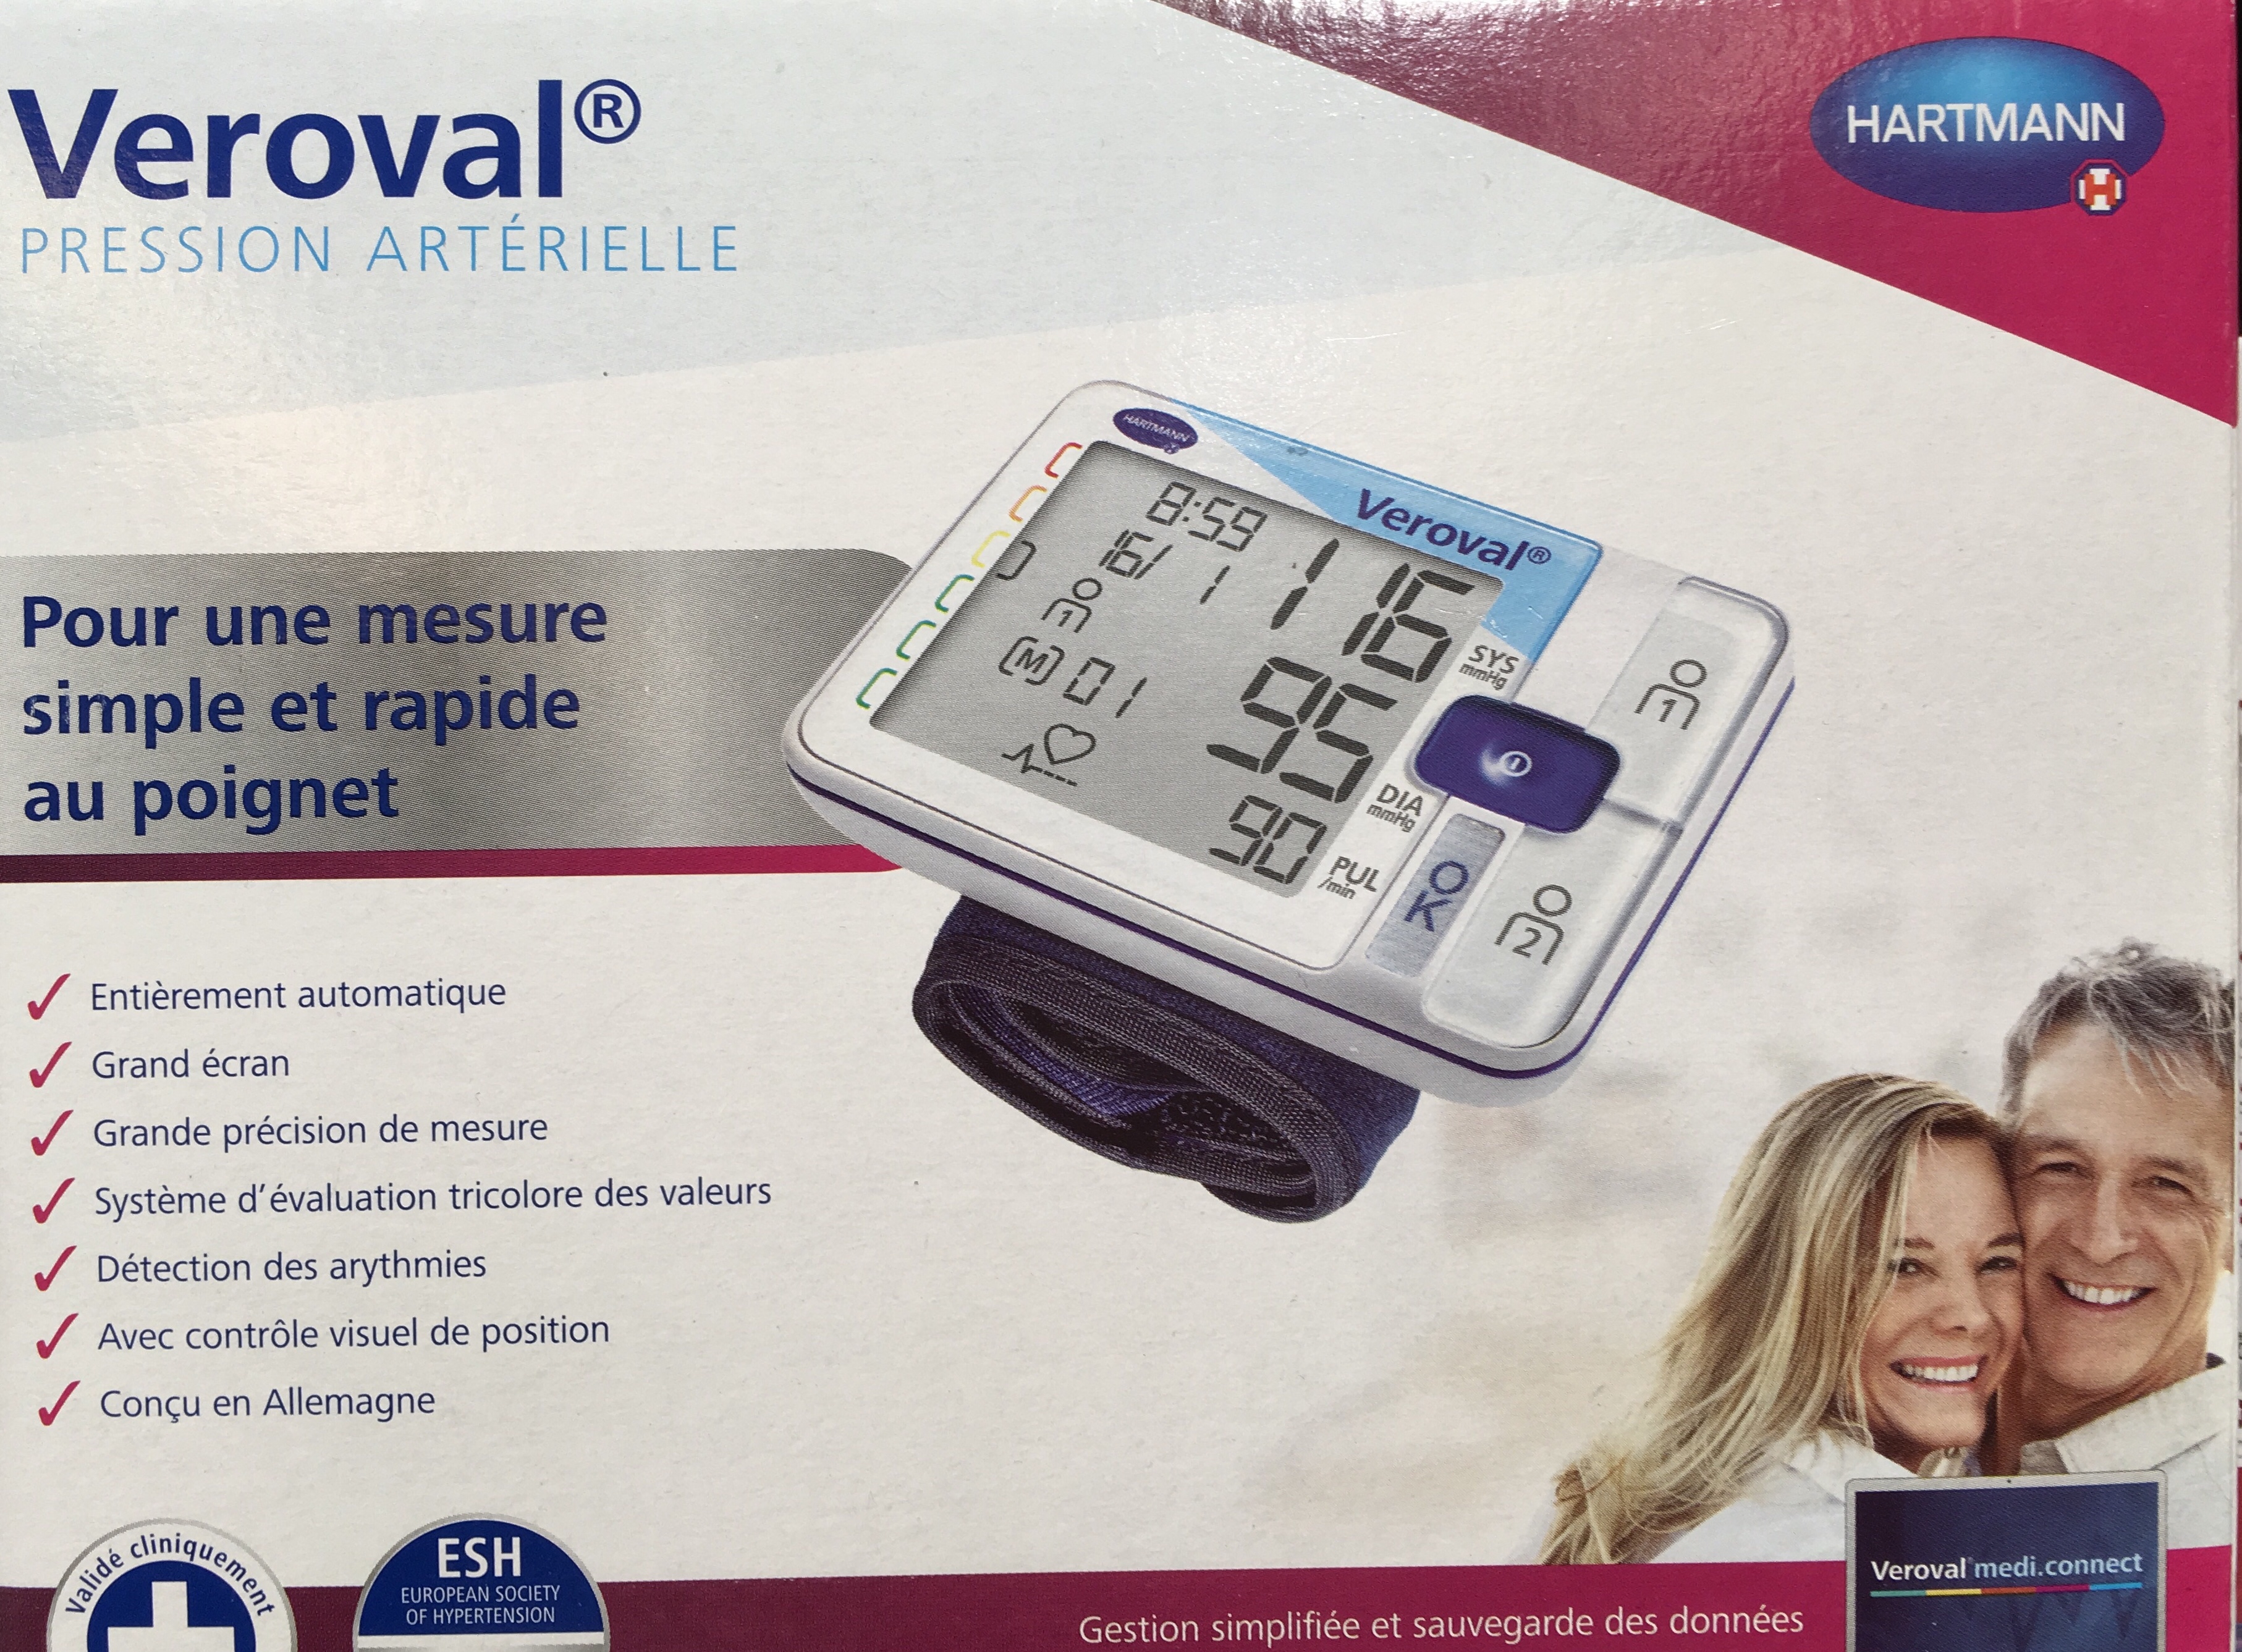 Veroval®
PRESSION ARTÉRIELLE
HARTMANN
H
Pour une mesure
simple et rapide
au poignet
HARTMANN
Veroval®
8:59
16/ 1
1
M 01
116
95
90
SYS
mmHg
DIA
mmHg
PUL
/min
OK
1
2
Entièrement automatique
Grand écran
Grande précision de mesure
Système d'évaluation tricolore des valeurs
Détection des arythmies
Avec contrôle visuel de position
Conçu en Allemagne
Validé cliniquement
ESH
EUROPEAN SOCIETY
OF HYPERTENSION
Gestion simplifiée et sauvegarde des données
Veroval® medi.connect